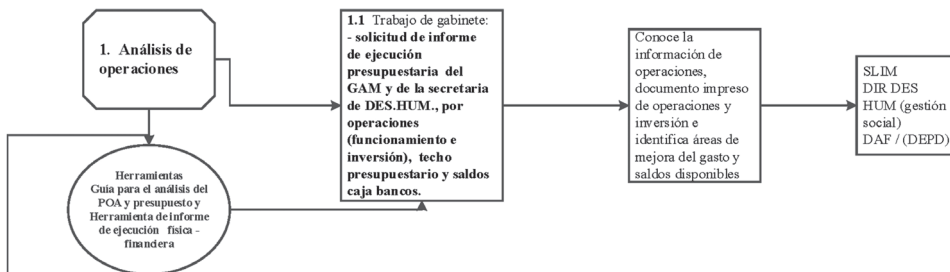 1. Análisis de
operaciones
1.1 Trabajo de gabinete:
- solicitud de informe
de ejecución
presupuestaria del
GAM y de la secretaria
de DES.HUM., por
operaciones
(funcionamiento e
inversión), techo
presupuestario y saldos
caja bancos.
Conoce la
información de
operaciones,
documento impreso
de operaciones y
inversión e
identifica áreas de
mejora del gasto y
saldos disponibles
SLIM
DIR DES
HUM (gestión
social)
DAF / (DEPD)
Herramientas
Guía para el análisis del
POA y presupuesto y
Herramienta de informe
de ejecución física -
financiera